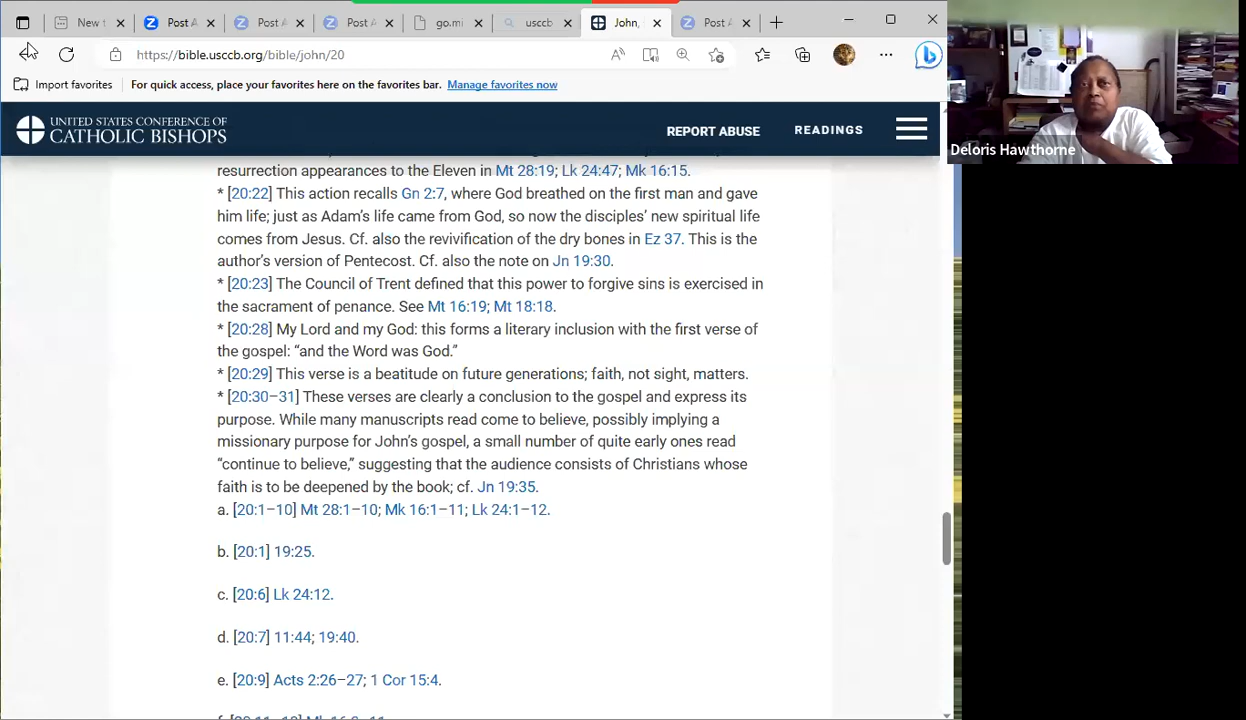 New t
Post A
Post A
Post A
go.mi
usccb
John,
Post A
https://bible.usccb.org/bible/john/20
Import favorites
For quick access, place your favorites here on the favorites bar. Manage favorites now
UNITED STATES CONFERENCE OF
CATHOLIC BISHOPS
REPORT ABUSE
READINGS
Deloris Hawthorne
resurrection appearances to the Eleven in Mt 28:19; Lk 24:47; Mk 16:15.
* [20:22] This action recalls Gn 2:7, where God breathed on the first man and gave
him life; just as Adam’s life came from God, so now the disciples’ new spiritual life
comes from Jesus. Cf. also the revivification of the dry bones in Ez 37. This is the
author’s version of Pentecost. Cf. also the note on Jn 19:30.
* [20:23] The Council of Trent defined that this power to forgive sins is exercised in
the sacrament of penance. See Mt 16:19; Mt 18:18.
* [20:28] My Lord and my God: this forms a literary inclusion with the first verse of
the gospel: “and the Word was God.”
* [20:29] This verse is a beatitude on future generations; faith, not sight, matters.
* [20:30–31] These verses are clearly a conclusion to the gospel and express its
purpose. While many manuscripts read come to believe, possibly implying a
missionary purpose for John’s gospel, a small number of quite early ones read
“continue to believe,” suggesting that the audience consists of Christians whose
faith is to be deepened by the book; cf. Jn 19:35.
a. [20:1–10] Mt 28:1–10; Mk 16:1–11; Lk 24:1–12.
b. [20:1] 19:25.
c. [20:6] Lk 24:12.
d. [20:7] 11:44; 19:40.
e. [20:9] Acts 2:26–27; 1 Cor 15:4.